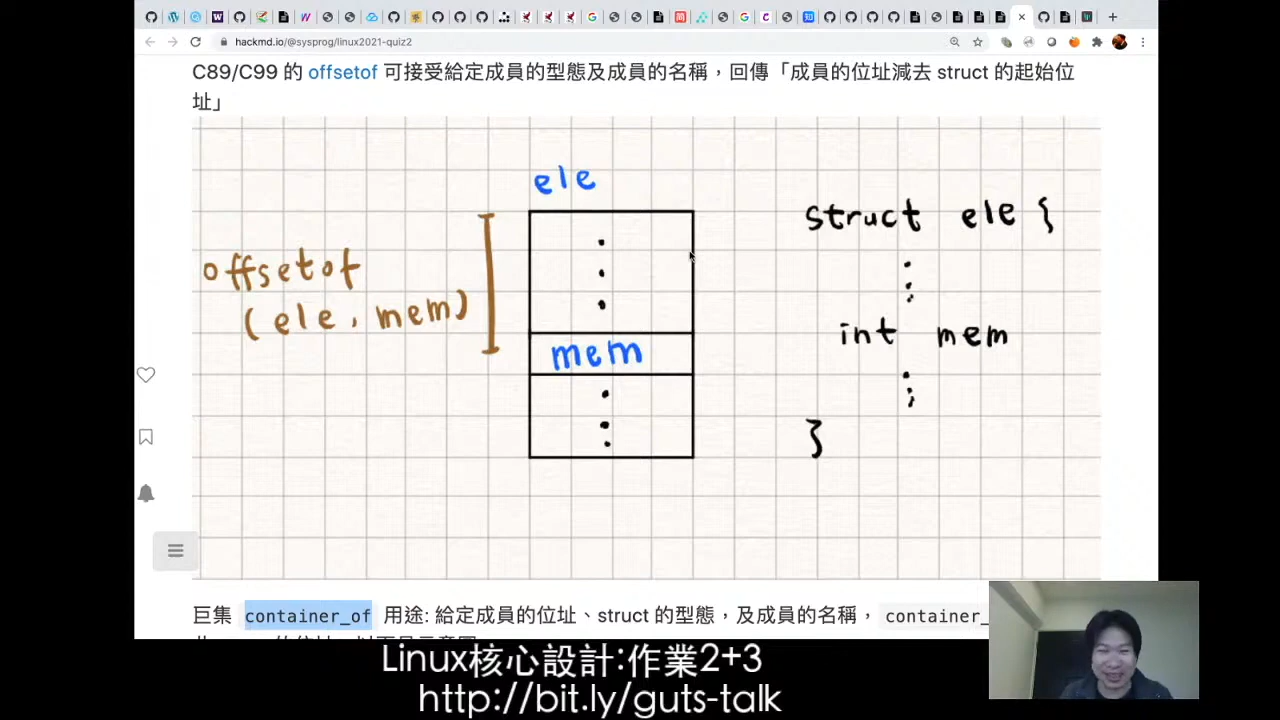 hackmd.io/@sysprog/linux2021-quiz2
C89/C99 的 offsetof 可接受給定成員的型態及成員的名稱，回傳「成員的位址減去 struct 的起始位
址」
ele
struct ele {
offsetof
(ele, mem)
int mem
mem
}
巨集 container_of 用途: 給定成員的位址、struct 的型態，及成員的名稱， container_
Linux核心設計:作業2+3
http://bit.ly/guts-talk